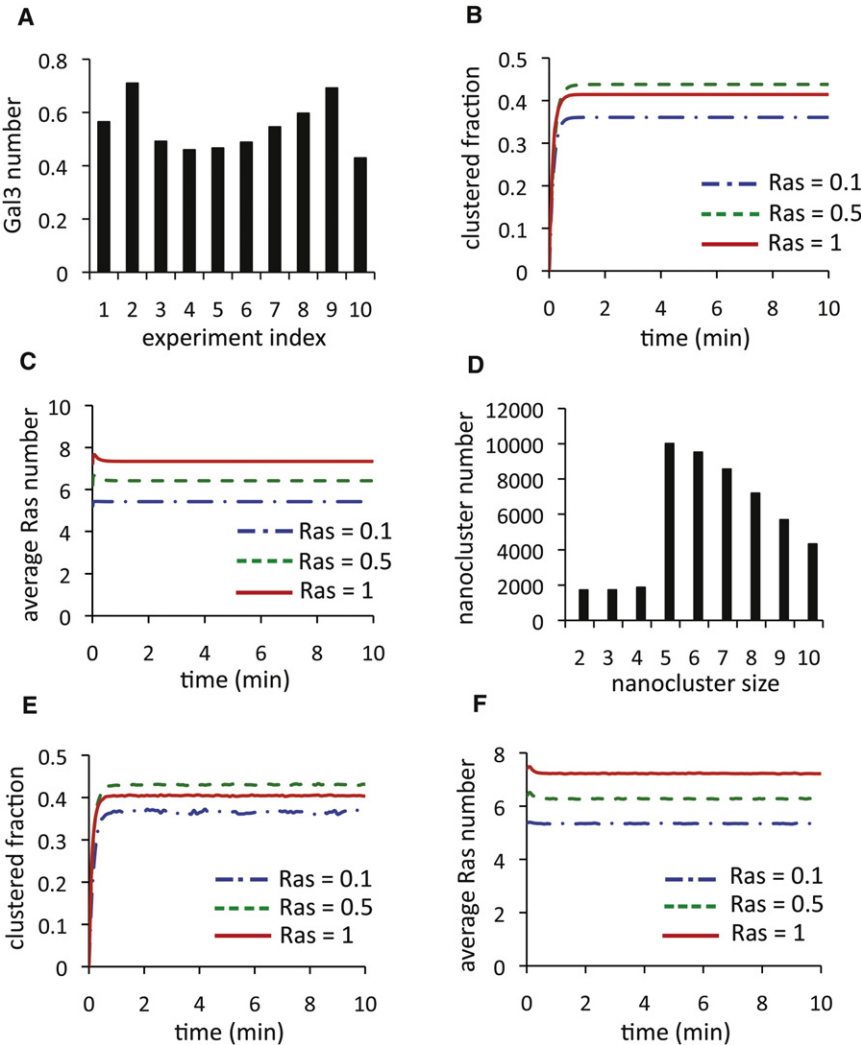 A
Gal3 number
0.8
0.6
0.4
0.2
0
1 2 3 4 5 6 7 8 9 10
experiment index
B
clustered fraction
0.5
0.4
0.3
0.2
0.1
0
Ras = 0.1
Ras = 0.5
Ras = 1
0 2 4 6 8 10
time (min)
C
average Ras number
10
8
6
4
2
0
Ras = 0.1
Ras = 0.5
Ras = 1
0 2 4 6 8 10
time (min)
D
nanocluster number
12000
10000
8000
6000
4000
2000
0
2 3 4 5 6 7 8 9 10
nanocluster size
E
clustered fraction
0.5
0.4
0.3
0.2
0.1
0
Ras = 0.1
Ras = 0.5
Ras = 1
0 2 4 6 8 10
time (min)
F
average Ras number
8
6
4
2
0
Ras = 0.1
Ras = 0.5
Ras = 1
0 2 4 6 8 10
time (min)